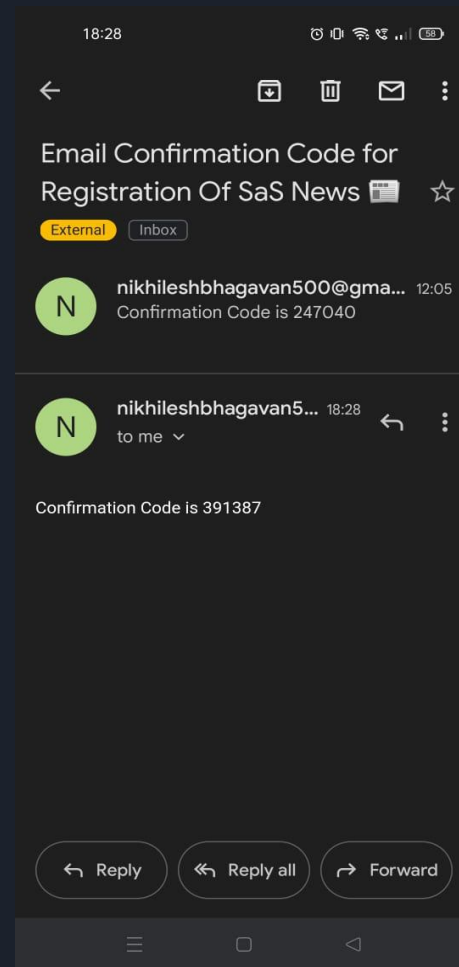 18:28
58
Email Confirmation Code for
Registration Of SaS News
External Inbox
N
nikhileshbhagavan500@gma... 12:05
Confirmation Code is 247040
N
nikhileshbhagavan5... 18:28
to me
Confirmation Code is 391387
Reply Reply all Forward